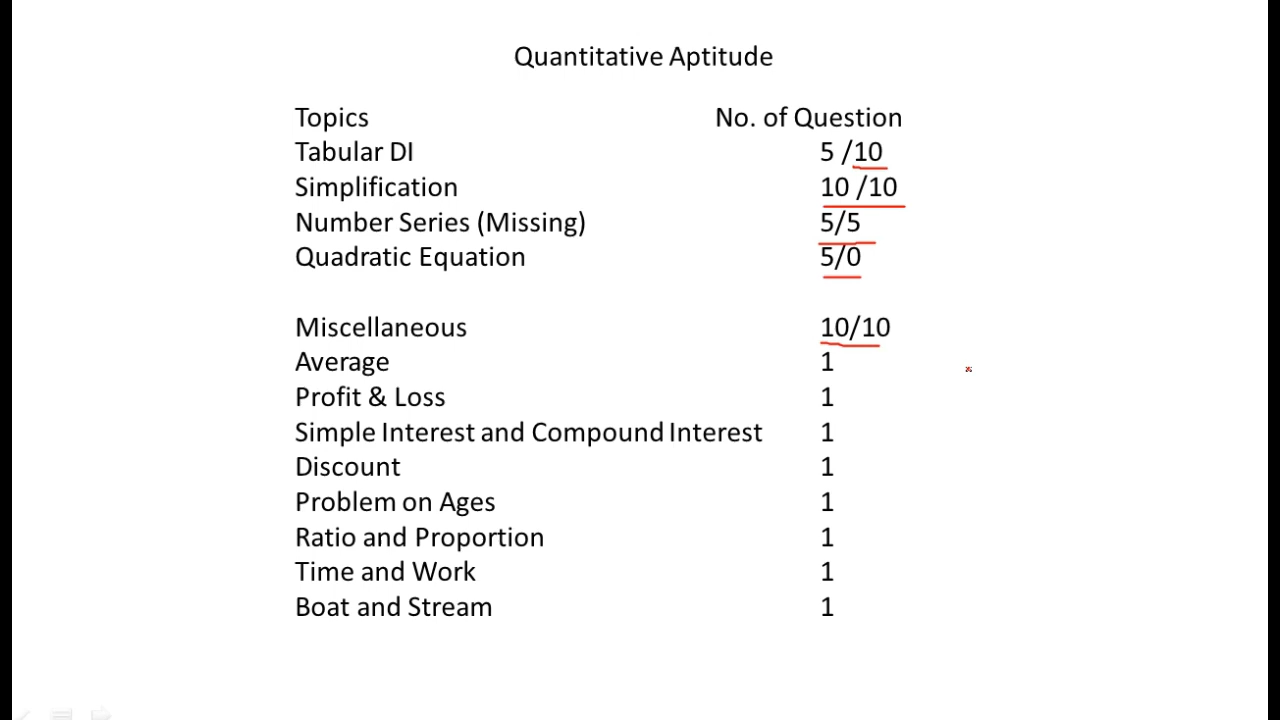 Quantitative Aptitude
Topics No. of Question
Tabular DI 5 /10
Simplification 10 /10
Number Series (Missing) 5/5
Quadratic Equation 5/0
Miscellaneous 10/10
Average 1
Profit & Loss 1
Simple Interest and Compound Interest 1
Discount 1
Problem on Ages 1
Ratio and Proportion 1
Time and Work 1
Boat and Stream 1